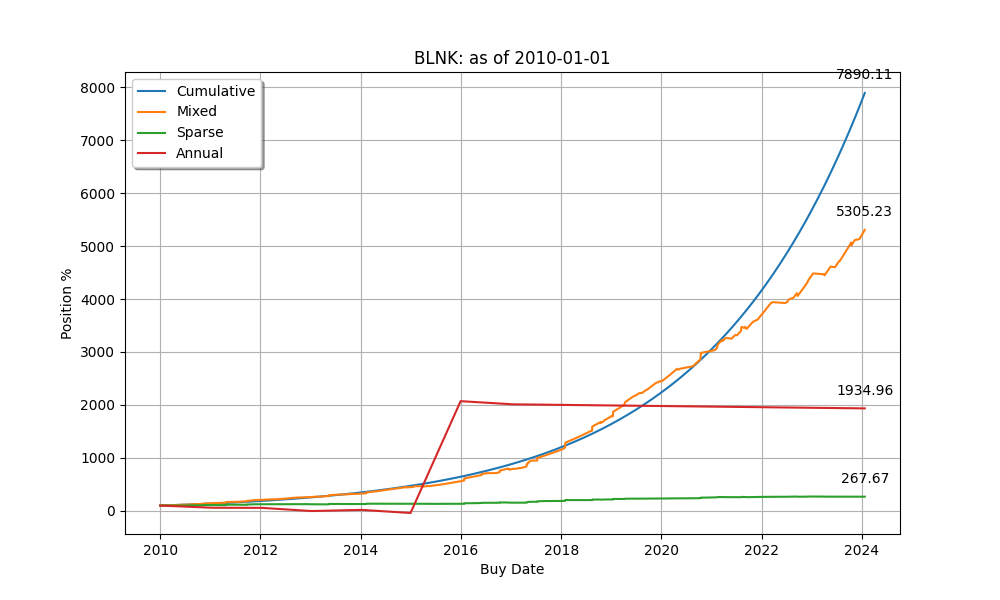 BLNK: as of 2010-01-01
7890.11
8000
Cumulative
Mixed
Sparse
Annual
7000
6000
5305.23
5000
4000
3000
1934.96
2000
1000
267.67
0
Position %
2010 2012 2014 2016 2018 2020 2022 2024
Buy Date